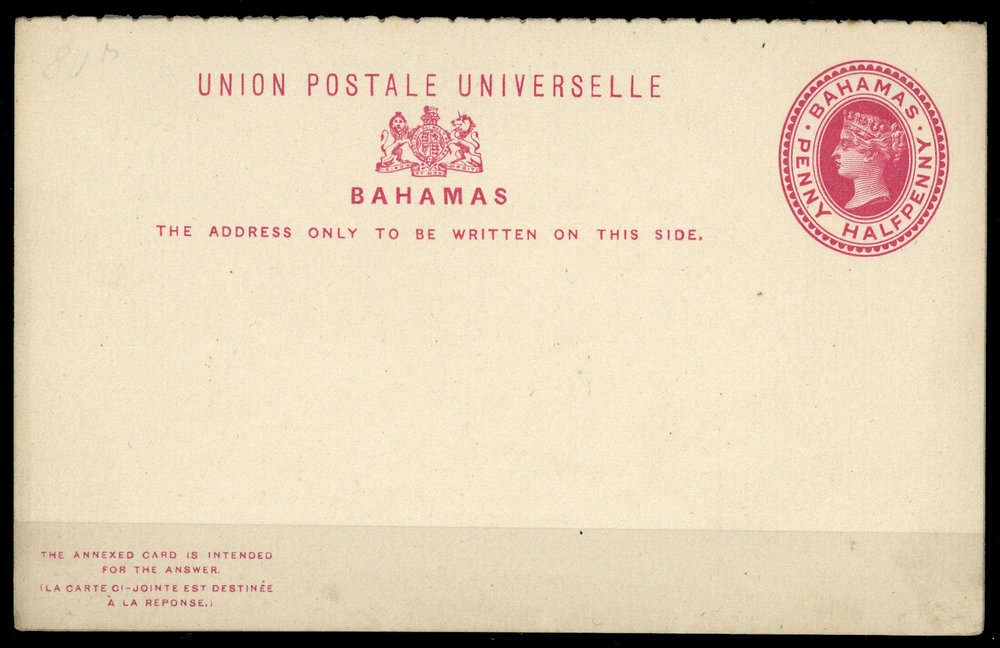 UNION POSTALE UNIVERSELLE
BAHAMAS
THE ADDRESS ONLY TO BE WRITTEN ON THIS SIDE.
BAHAMAS
PENNY HALFPENNY
THE ANNEXED CARD IS INTENDED
FOR THE ANSWER.
(LA CARTE CI-JOINTE EST DESTINÉE
À LA REPONSE.)